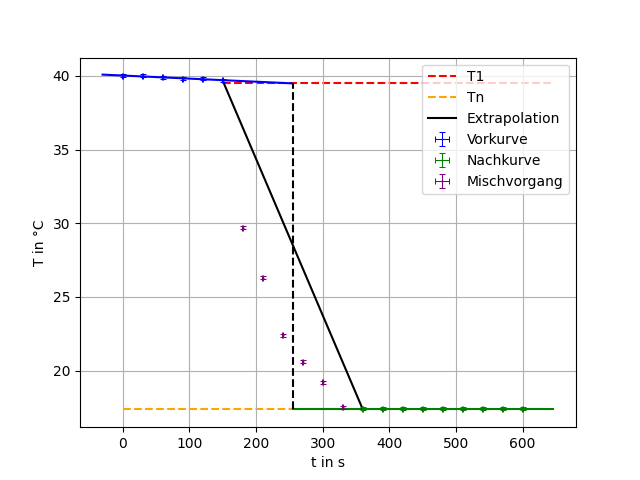 40
35
30
25
20
T in °C
0
100
200
300
400
500
600
t in s
T1
Tn
Extrapolation
Vorkurve
Nachkurve
Mischvorgang